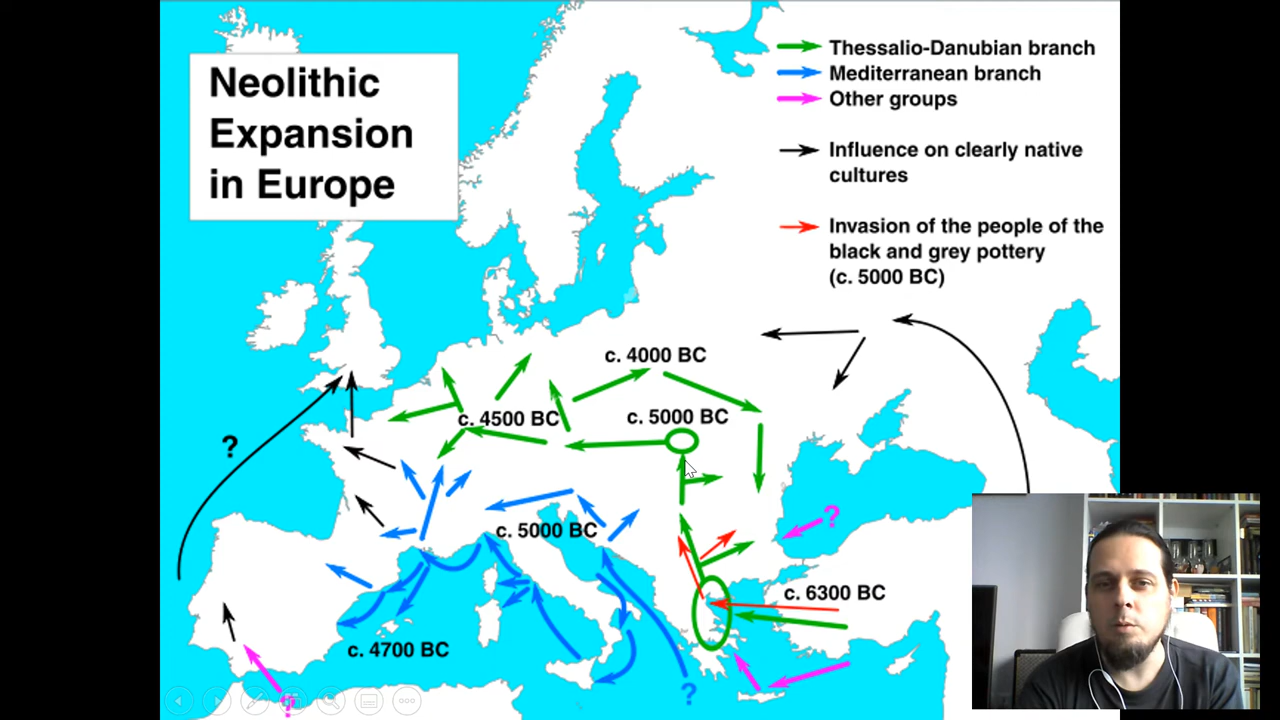 Neolithic
Expansion
in Europe
Thessalio-Danubian branch
Mediterranean branch
Other groups
Influence on clearly native
cultures
Invasion of the people of the
black and grey pottery
(c. 5000 BC)
c. 4000 BC
c. 4500 BC
c. 5000 BC
?
c. 5000 BC
?
c. 6300 BC
c. 4700 BC
?
?